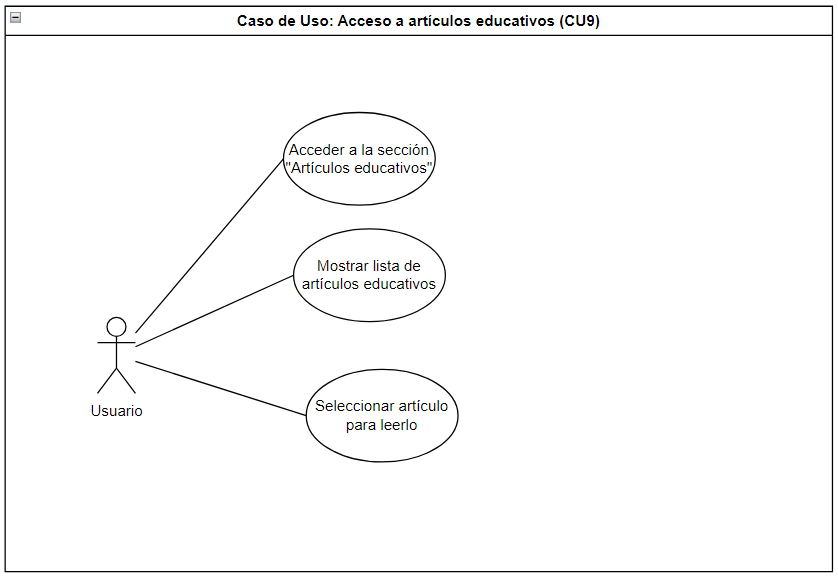 Caso de Uso: Acceso a artículos educativos (CU9)
Acceder a la sección
"Artículos educativos"
Mostrar lista de
artículos educativos
Seleccionar artículo
para leerlo
Usuario